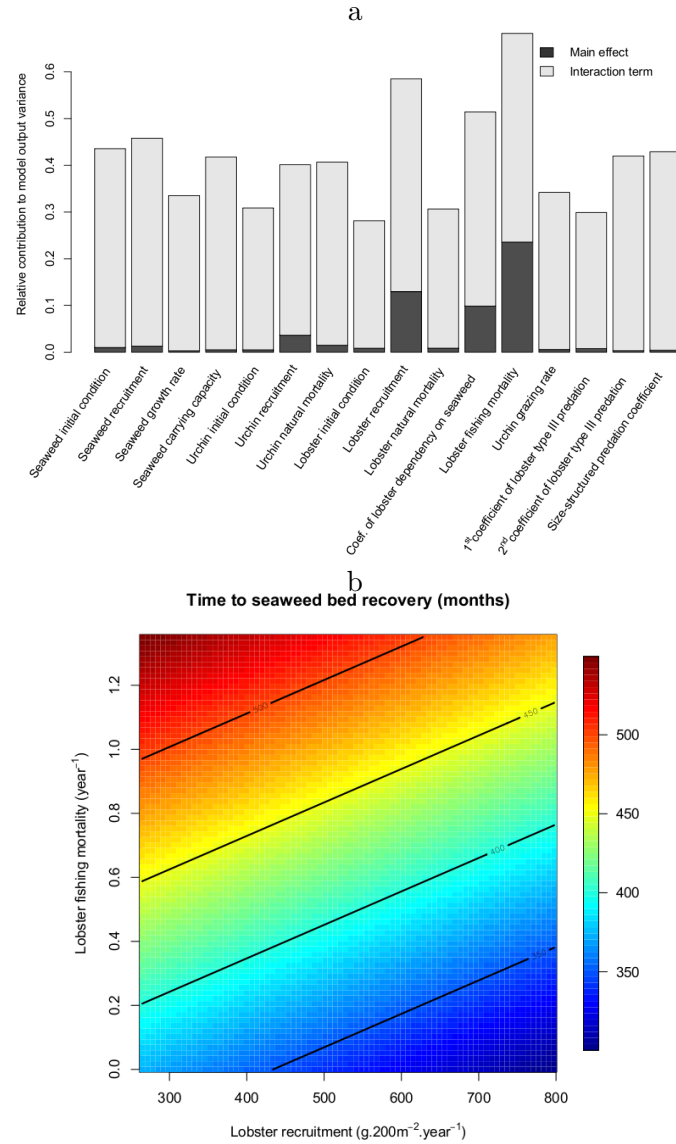 a
Relative contribution to model output variance
0.6
0.5
0.4
0.3
0.2
0.1
0.0
Main effect
Interaction term
Seaweed initial condition
Seaweed recruitment
Seaweed growth rate
Seaweed carrying capacity
Urchin initial condition
Urchin recruitment
Urchin natural mortality
Lobster initial condition
Lobster recruitment
Lobster natural mortality
Coef. of lobster dependency on seaweed
Lobster fishing mortality
Urchin grazing rate
1st coefficient of lobster type III predation
2nd coefficient of lobster type III predation
Size-structured predation coefficient
b
Time to seaweed bed recovery (months)
Lobster fishing mortality (year⁻¹)
1.2
1.0
0.8
0.6
0.4
0.2
0.0
500
450
400
350
500
450
400
350
300 400 500 600 700 800
Lobster recruitment (g.200m⁻².year⁻¹)